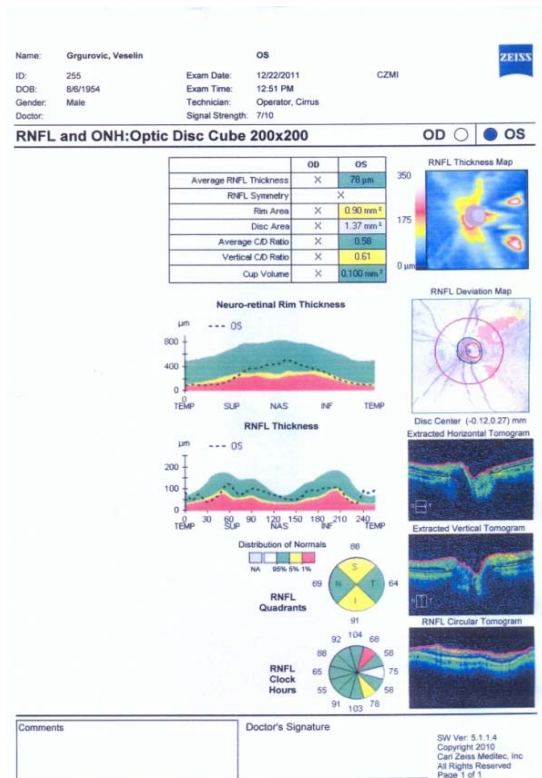 Name: Grgurovic, Veselin OS
ZEISS
ID: 255 Exam Date: 12/22/2011 CZMI
DOB: 8/6/1954 Exam Time: 12:51 PM
Gender: Male Technician: Operator, Cirrus
Doctor: Signal Strength: 7/10
RNFL and ONH:Optic Disc Cube 200x200 OD OS
OD OS
Average RNFL Thickness X 78 µm
RNFL Symmetry X
Rim Area X 0.90 mm²
Disc Area X 1.37 mm²
Average C/D Ratio X 0.58
Vertical C/D Ratio X 0.61
Cup Volume X 0.100 mm³
RNFL Thickness Map
350
175
0 µm
Neuro-retinal Rim Thickness
µm --- OS
800
400
0
0
TEMP SUP NAS INF TEMP
RNFL Deviation Map
Disc Center (-0.12,0.27) mm
Extracted Horizontal Tomogram
RNFL Thickness
µm --- OS
200
100
0
0 30 60 90 120 150 180 210 240
TEMP SUP NAS INF TEMP
Extracted Vertical Tomogram
Distribution of Normals
NA 95% 5% 1%
RNFL Quadrants
S
69 N T 64
I
91
RNFL Circular Tomogram
RNFL Clock Hours
92 104 66
58
65 75
55 58
91 103 78
Comments
Doctor's Signature
SW Ver: 5.1.1.4
Copyright 2010
Carl Zeiss Meditec, Inc
All Rights Reserved
Page 1 of 1